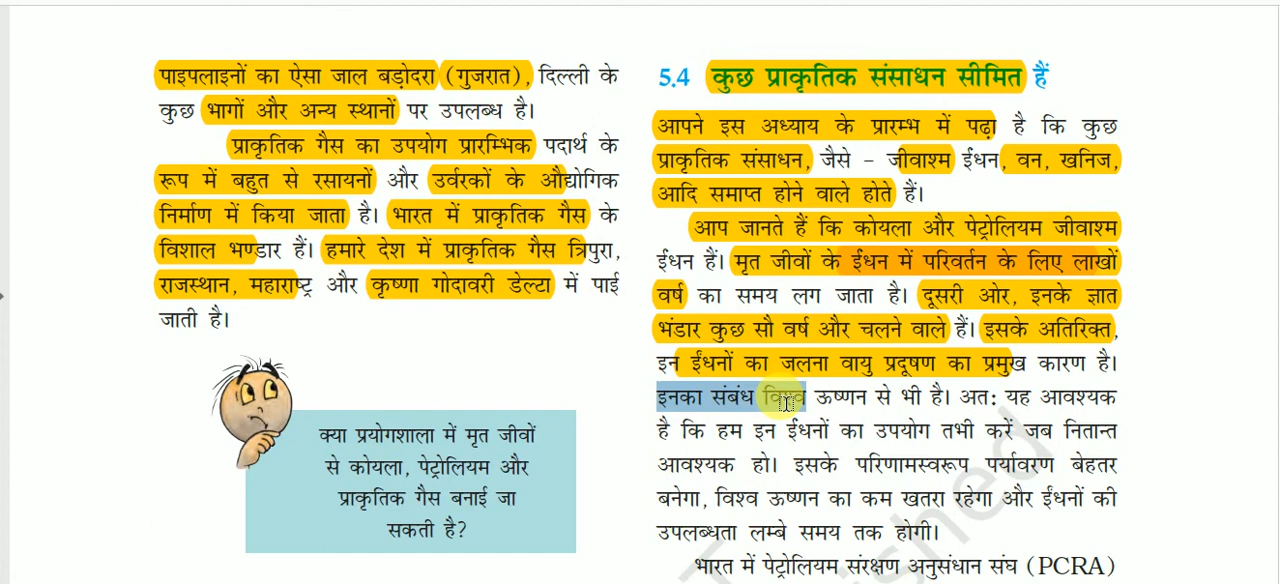 पाइपलाइनों का ऐसा जाल बड़ोदरा (गुजरात), दिल्ली के
कुछ भागों और अन्य स्थानों पर उपलब्ध है।
प्राकृतिक गैस का उपयोग प्रारम्भिक पदार्थ के
रूप में बहुत से रसायनों और उर्वरकों के औद्योगिक
निर्माण में किया जाता है। भारत में प्राकृतिक गैस के
विशाल भण्डार हैं। हमारे देश में प्राकृतिक गैस त्रिपुरा,
राजस्थान, महाराष्ट्र और कृष्णा गोदावरी डेल्टा में पाई
जाती है।
क्या प्रयोगशाला में मृत जीवों
से कोयला, पेट्रोलियम और
प्राकृतिक गैस बनाई जा
सकती है?
5.4 कुछ प्राकृतिक संसाधन सीमित हैं
आपने इस अध्याय के प्रारम्भ में पढ़ा है कि कुछ
प्राकृतिक संसाधन, जैसे – जीवाश्म ईंधन, वन, खनिज,
आदि समाप्त होने वाले होते हैं।
आप जानते हैं कि कोयला और पेट्रोलियम जीवाश्म
ईंधन हैं। मृत जीवों के ईंधन में परिवर्तन के लिए लाखों
वर्ष का समय लग जाता है। दूसरी ओर, इनके ज्ञात
भंडार कुछ सौ वर्ष और चलने वाले हैं। इसके अतिरिक्त,
इन ईंधनों का जलना वायु प्रदूषण का प्रमुख कारण है।
इनका संबंध विश्व ऊष्णन से भी है। अत: यह आवश्यक
है कि हम इन ईंधनों का उपयोग तभी करें जब नितान्त
आवश्यक हो। इसके परिणामस्वरूप पर्यावरण बेहतर
बनेगा, विश्व ऊष्णन का कम खतरा रहेगा और ईंधनों की
उपलब्धता लम्बे समय तक होगी।
भारत में पेट्रोलियम संरक्षण अनुसंधान संघ (PCRA)